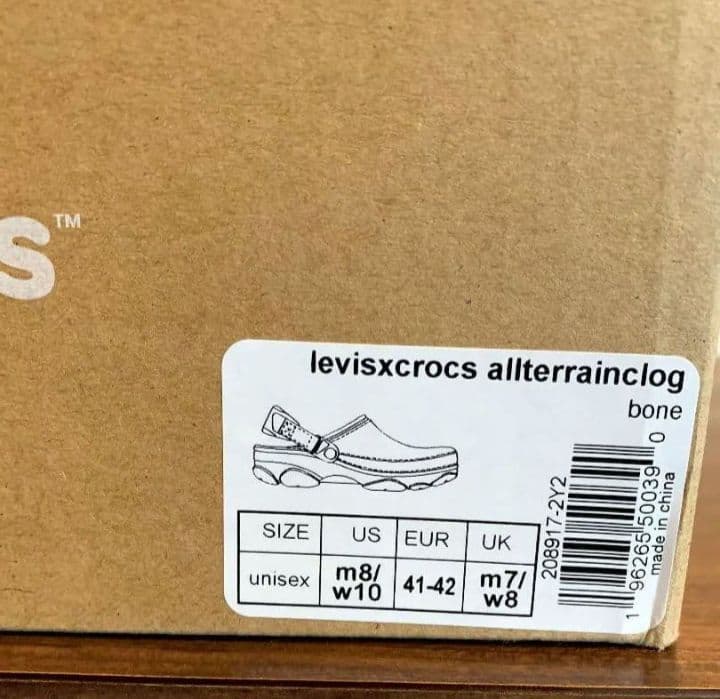 s™
levisxcrocs allterrainclog
bone
SIZE US EUR UK
unisex m8/w10 41-42 m7/w8
208917-2Y2
1 96265 50039 0
made in china